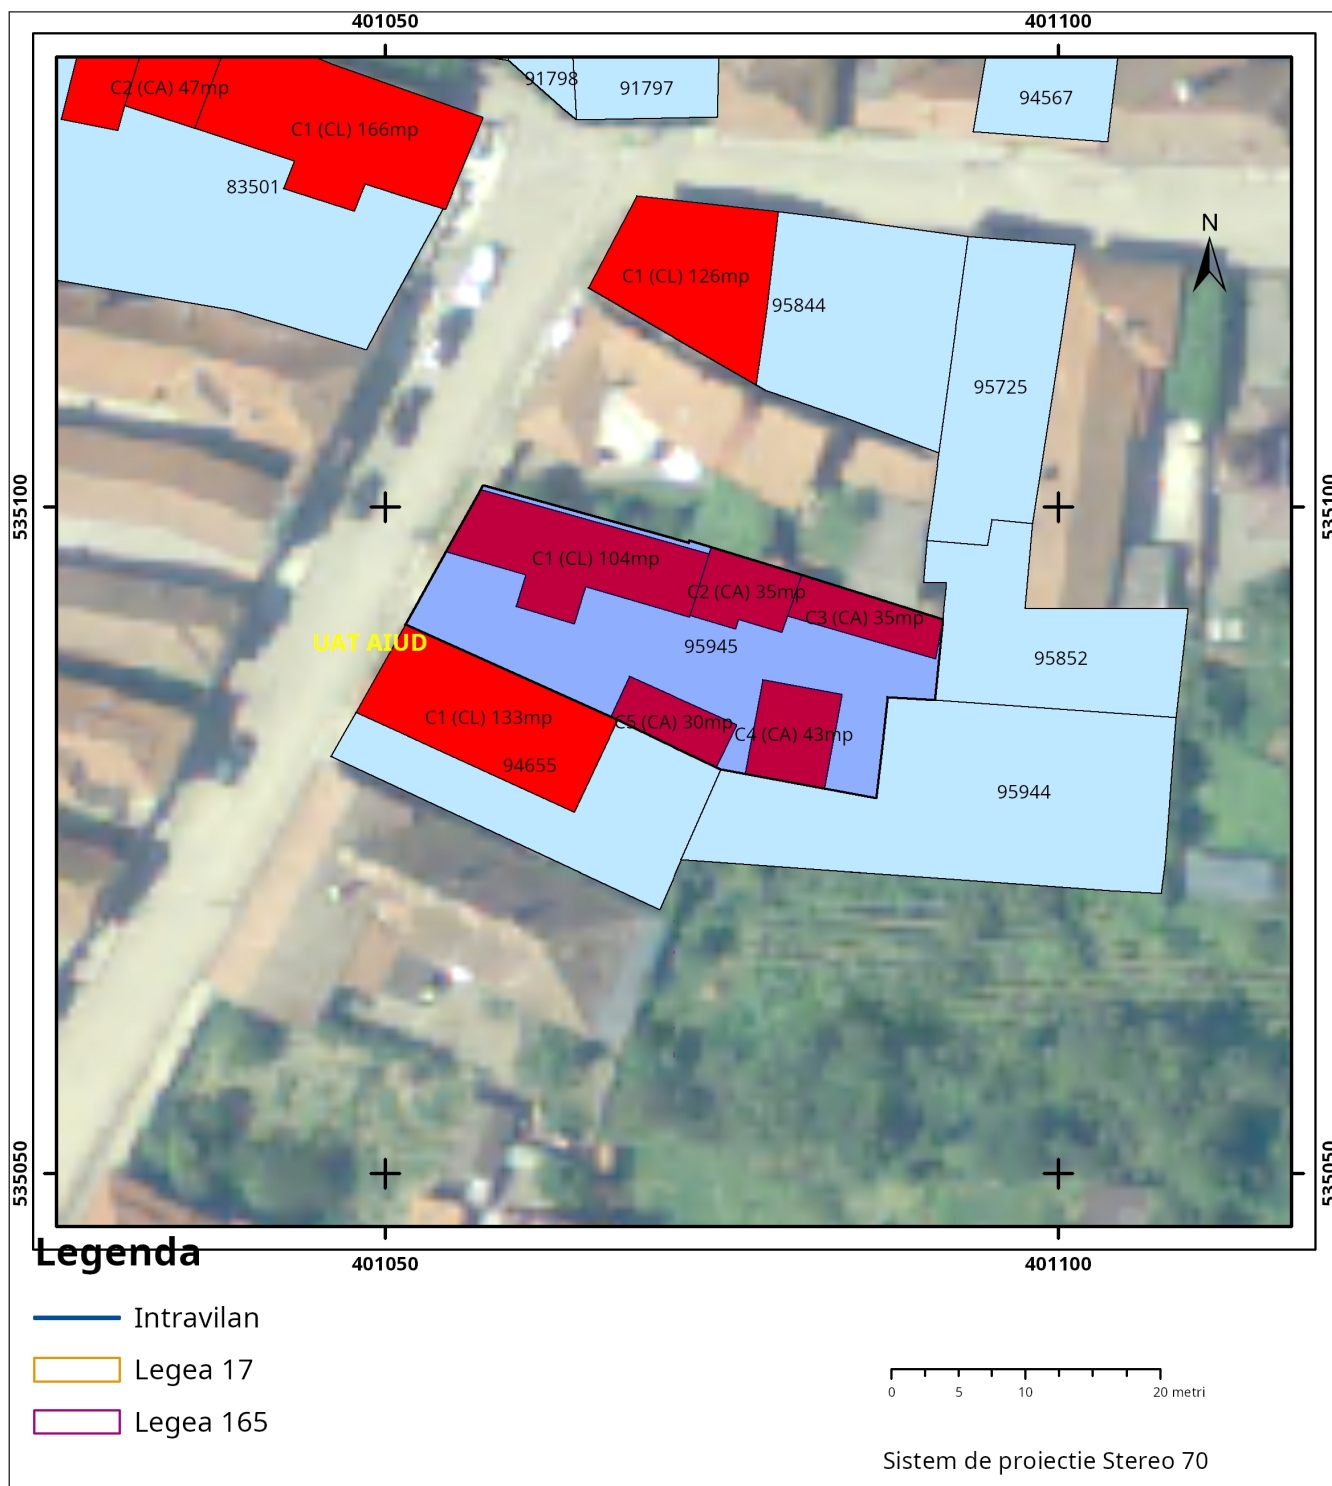 401050
401100
C2 (CA) 47mp
91798
91797
94567
C1 (CL) 166mp
83501
N
C1 (CL) 126mp
95844
95725
535100
535100
C1 (CL) 104mp
C2 (CA) 35mp
C3 (CA) 35mp
UAT AIUD
95945
95852
C1 (CL) 133mp
C5 (CA) 30mp
C4 (CA) 43mp
94655
95944
535050
535050
401050
401100
Legenda
Intravilan
Legea 17
Legea 165
0 5 10 20 metri
Sistem de proiectie Stereo 70